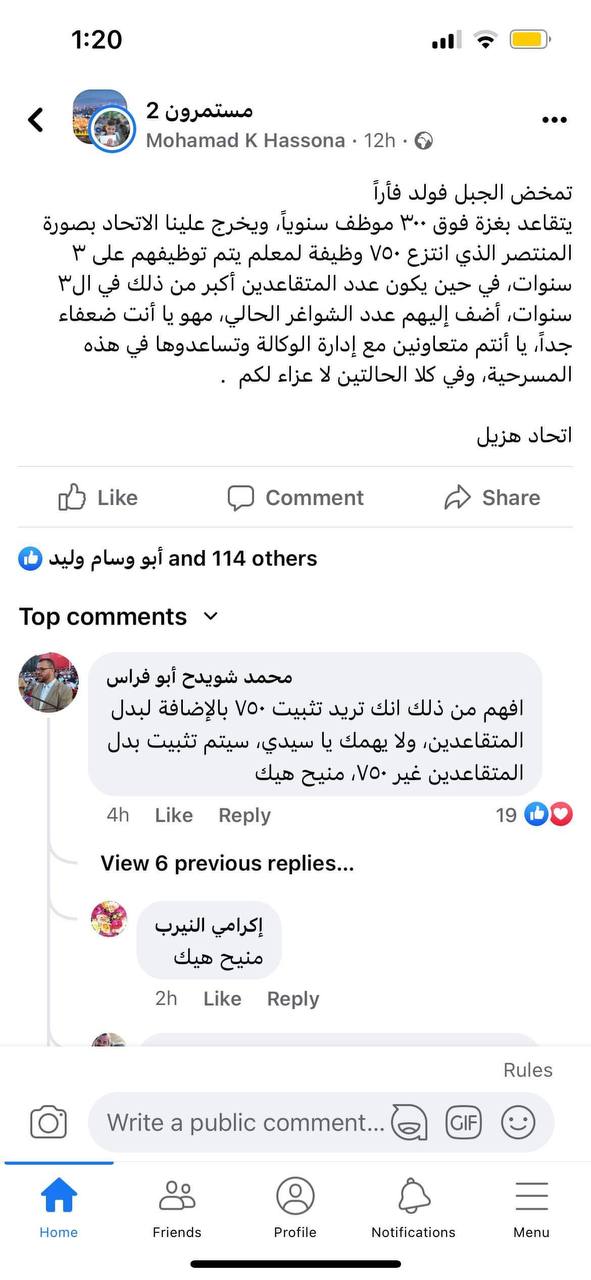 1:20
مستمرون 2
Mohamad K Hassona · 12h ·
تمخض الجبل فولد فأراً
يتقاعد بغزة فوق ٣٠٠ موظف سنوياً، ويخرج علينا الاتحاد بصورة
المنتصر الذي انتزع ٧٥٠ وظيفة لمعلم يتم توظيفهم على ٣
سنوات، في حين يكون عدد المتقاعدين أكبر من ذلك في ال٣
سنوات، أضف إليهم عدد الشواغر الحالي، مهو يا أنت ضعفاء
جداً، يا أنتم متعاونين مع إدارة الوكالة وتساعدوها في هذه
المسرحية، وفي كلا الحالتين لا عزاء لكم .
اتحاد هزيل
Like Comment Share
أبو وسام وليد and 114 others
Top comments
محمد شويدح أبو فراس
افهم من ذلك انك تريد تثبيت ٧٥٠ بالإضافة لبدل
المتقاعدين، ولا يهمك يا سيدي، سيتم تثبيت بدل
المتقاعدين غير ٧٥٠، منيح هيك
4h Like Reply 19
View 6 previous replies...
إكرامي النيرب
منيح هيك
2h Like Reply
Rules
Write a public comment... GIF
Home Friends Profile Notifications Menu